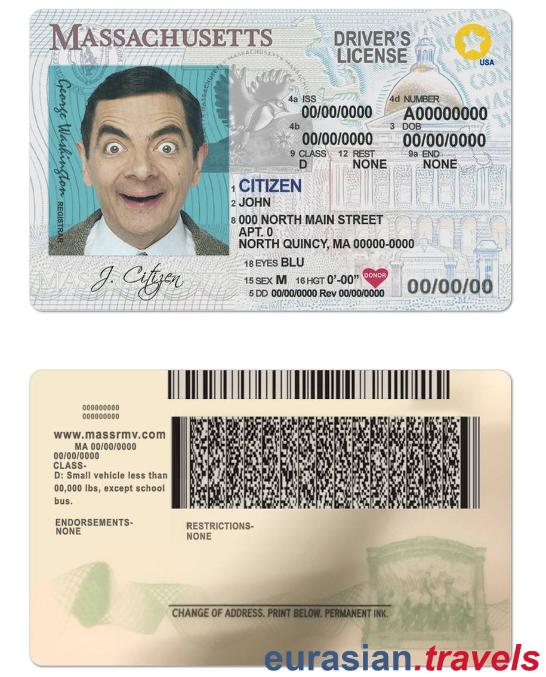 MASSACHUSETTS
DRIVER'S
LICENSE
USA
4a ISS
00/00/0000
4d NUMBER
A00000000
4b
00/00/0000
3 DOB
00/00/0000
9 CLASS
D
12 REST
NONE
9a END
NONE
George Washington
REGISTRAR
1 CITIZEN
2 JOHN
8 000 NORTH MAIN STREET
APT. 0
NORTH QUINCY, MA 00000-0000
18 EYES BLU
15 SEX M 16 HGT 0'-00"
DONOR
5 DD 00/00/0000 Rev 00/00/0000
00/00/00
J. Citizen
000000000
000000000
www.massrmv.com
MA 00/00/0000
00/00/0000
CLASS-
D: Small vehicle less than
00,000 lbs, except school
bus.
ENDORSEMENTS-
NONE
RESTRICTIONS-
NONE
CHANGE OF ADDRESS. PRINT BELOW. PERMANENT INK.
eurasian.travels